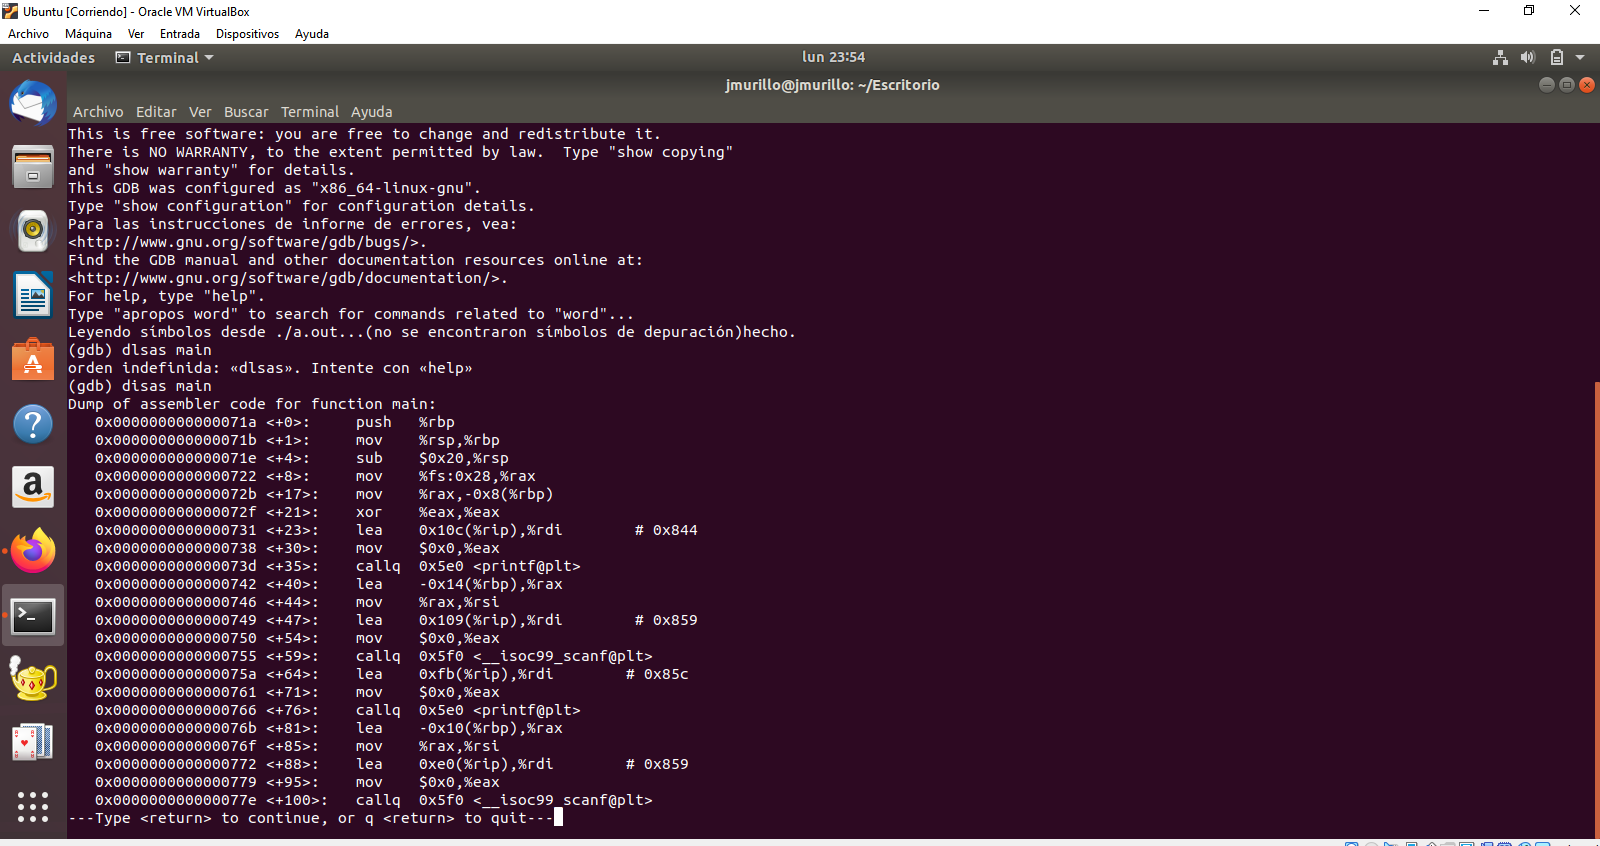 Ubuntu [Corriendo] - Oracle VM VirtualBox
Archivo Máquina Ver Entrada Dispositivos Ayuda
Actividades Terminal lun 23:54
jmurillo@jmurillo: ~/Escritorio
Archivo Editar Ver Buscar Terminal Ayuda
This is free software: you are free to change and redistribute it.
There is NO WARRANTY, to the extent permitted by law.  Type "show copying"
and "show warranty" for details.
This GDB was configured as "x86_64-linux-gnu".
Type "show configuration" for configuration details.
Para las instrucciones de informe de errores, vea:
<http://www.gnu.org/software/gdb/bugs/>.
Find the GDB manual and other documentation resources online at:
<http://www.gnu.org/software/gdb/documentation/>.
For help, type "help".
Type "apropos word" to search for commands related to "word"...
Leyendo símbolos desde ./a.out...(no se encontraron símbolos de depuración)hecho.
(gdb) dlsas main
orden indefinida: «dlsas». Intente con «help»
(gdb) disas main
Dump of assembler code for function main:
   0x000000000000071a <+0>:     push   %rbp
   0x000000000000071b <+1>:     mov    %rsp,%rbp
   0x000000000000071e <+4>:     sub    $0x20,%rsp
   0x0000000000000722 <+8>:     mov    %fs:0x28,%rax
   0x000000000000072b <+17>:    mov    %rax,-0x8(%rbp)
   0x000000000000072f <+21>:    xor    %eax,%eax
   0x0000000000000731 <+23>:    lea    0x10c(%rip),%rdi        # 0x844
   0x0000000000000738 <+30>:    mov    $0x0,%eax
   0x000000000000073d <+35>:    callq  0x5e0 <printf@plt>
   0x0000000000000742 <+40>:    lea    -0x14(%rbp),%rax
   0x0000000000000746 <+44>:    mov    %rax,%rsi
   0x0000000000000749 <+47>:    lea    0x109(%rip),%rdi        # 0x859
   0x0000000000000750 <+54>:    mov    $0x0,%eax
   0x0000000000000755 <+59>:    callq  0x5f0 <__isoc99_scanf@plt>
   0x000000000000075a <+64>:    lea    0xfb(%rip),%rdi        # 0x85c
   0x0000000000000761 <+71>:    mov    $0x0,%eax
   0x0000000000000766 <+76>:    callq  0x5e0 <printf@plt>
   0x000000000000076b <+81>:    lea    -0x10(%rbp),%rax
   0x000000000000076f <+85>:    mov    %rax,%rsi
   0x0000000000000772 <+88>:    lea    0xe0(%rip),%rdi        # 0x859
   0x0000000000000779 <+95>:    mov    $0x0,%eax
   0x000000000000077e <+100>:   callq  0x5f0 <__isoc99_scanf@plt>
---Type <return> to continue, or q <return> to quit---